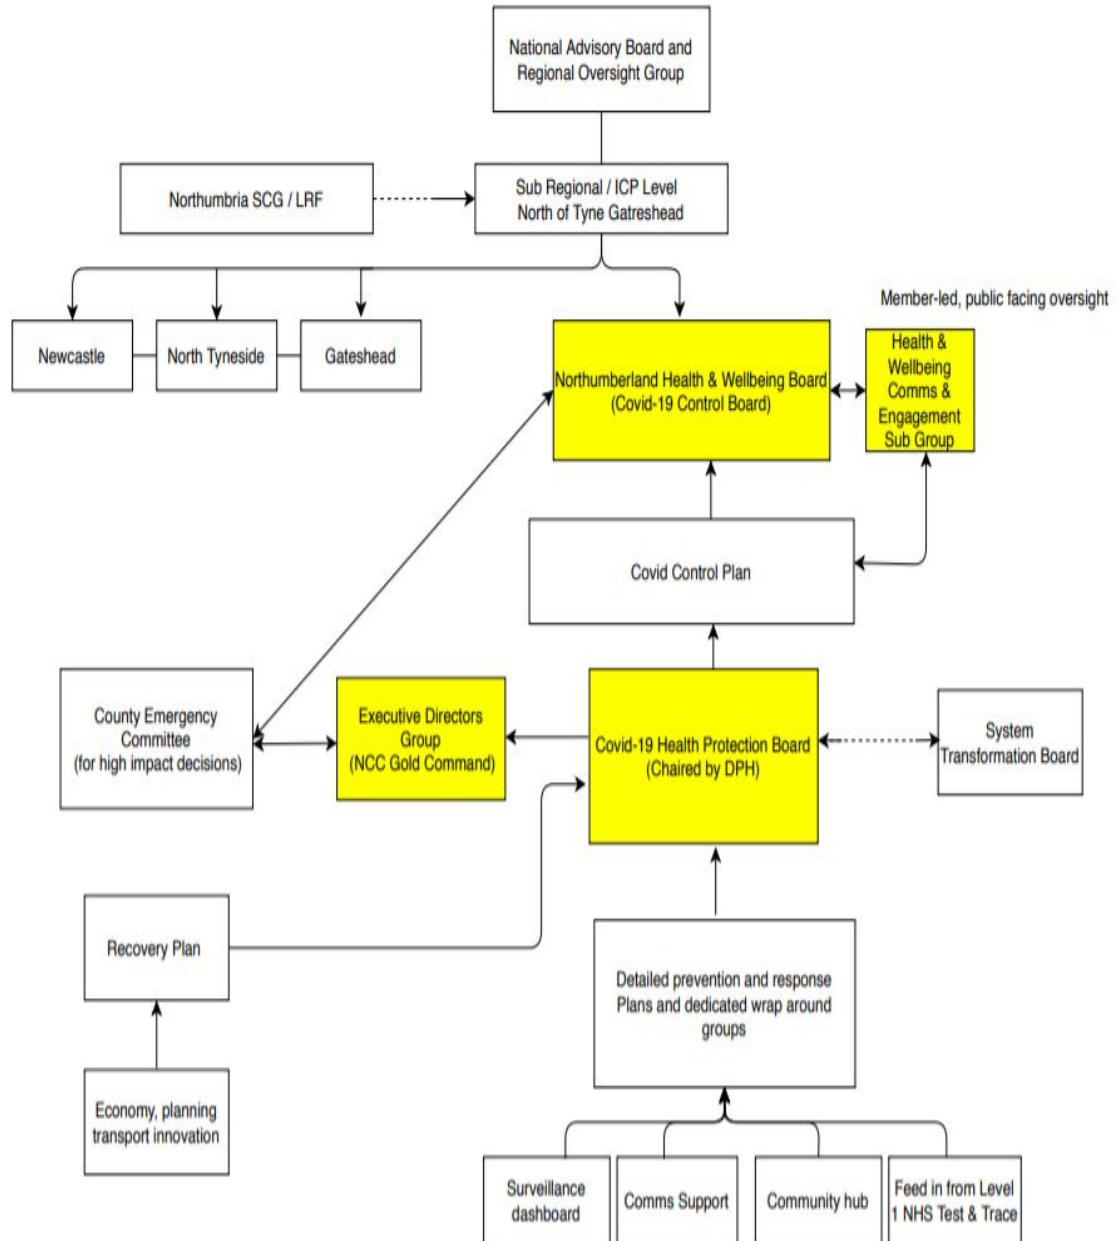 National Advisory Board and
Regional Oversight Group
Northumbria SCG / LRF
Sub Regional / ICP Level
North of Tyne Gatreshead
Member-led, public facing oversight
Newcastle
North Tyneside
Gateshead
Northumberland Health & Wellbeing Board
(Covid-19 Control Board)
Health &
Wellbeing
Comms &
Engagement
Sub Group
Covid Control Plan
County Emergency
Committee
(for high impact decisions)
Executive Directors
Group
(NCC Gold Command)
Covid-19 Health Protection Board
(Chaired by DPH)
System
Transformation Board
Recovery Plan
Detailed prevention and response
Plans and dedicated wrap around
groups
Economy, planning
transport innovation
Surveillance
dashboard
Comms Support
Community hub
Feed in from Level
1 NHS Test & Trace